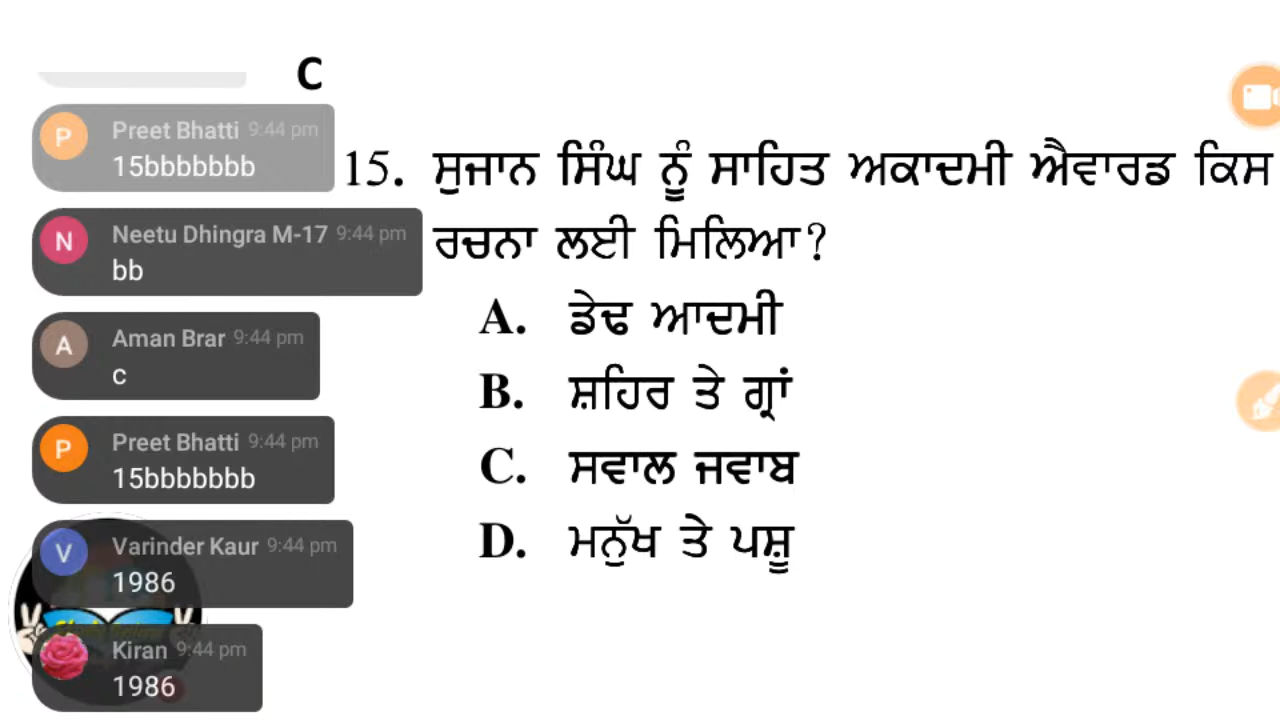 C
Preet Bhatti 9:44 pm
15bbbbbbb
Neetu Dhingra M-17 9:44 pm
bb
Aman Brar 9:44 pm
c
Preet Bhatti 9:44 pm
15bbbbbbb
Varinder Kaur 9:44 pm
1986
Kiran 9:44 pm
1986
15. ਸੁਜਾਨ ਸਿੰਘ ਨੂੰ ਸਾਹਿਤ ਅਕਾਦਮੀ ਐਵਾਰਡ ਕਿਸ
ਰਚਨਾ ਲਈ ਮਿਲਿਆ?
A. ਡੇਢ ਆਦਮੀ
B. ਸ਼ਹਿਰ ਤੇ ਗ੍ਰਾਂ
C. ਸਵਾਲ ਜਵਾਬ
D. ਮਨੁੱਖ ਤੇ ਪਸ਼ੂ